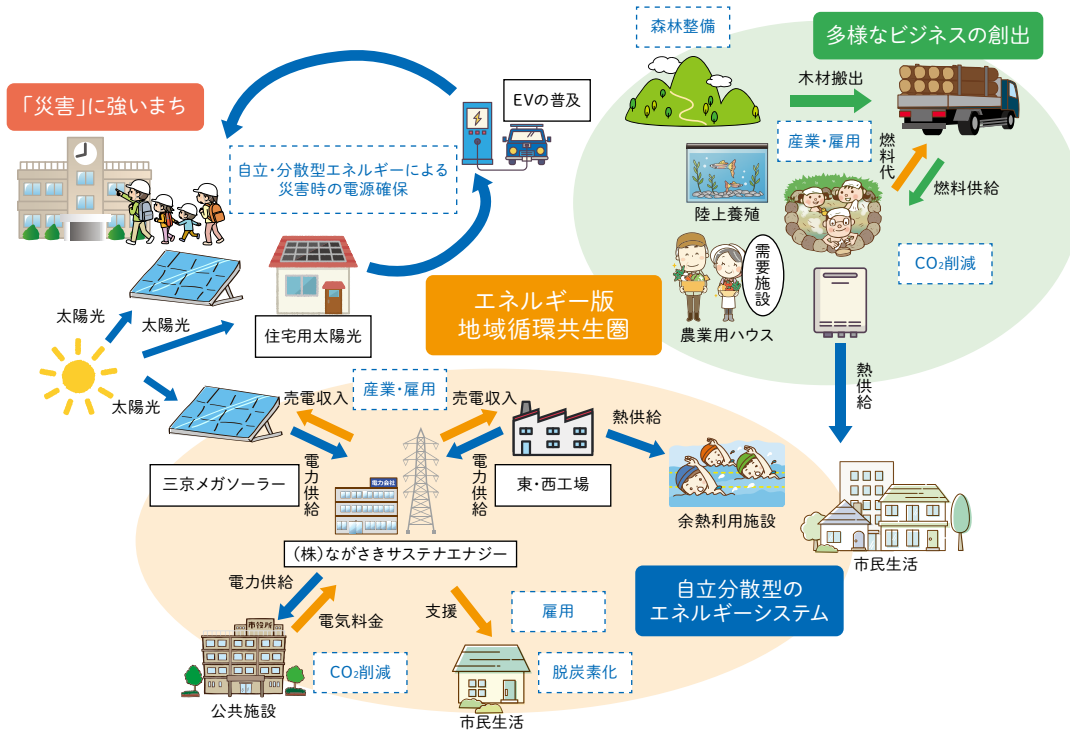 森林整備
多様なビジネスの創出
木材搬出
「災害」に強いまち
EVの普及
自立・分散型エネルギーによる
災害時の電源確保
産業・雇用
燃料代
燃料供給
陸上養殖
需要施設
農業用ハウス
CO₂削減
太陽光
太陽光
住宅用太陽光
エネルギー版
地域循環共生圏
熱供給
太陽光
売電収入
産業・雇用
売電収入
熱供給
三京メガソーラー
電力供給
電力会社
電力供給
東・西工場
余熱利用施設
市民生活
(株)ながさきサステナエナジー
電力供給
電気料金
支援
雇用
自立分散型の
エネルギーシステム
市役所
CO₂削減
脱炭素化
公共施設
市民生活